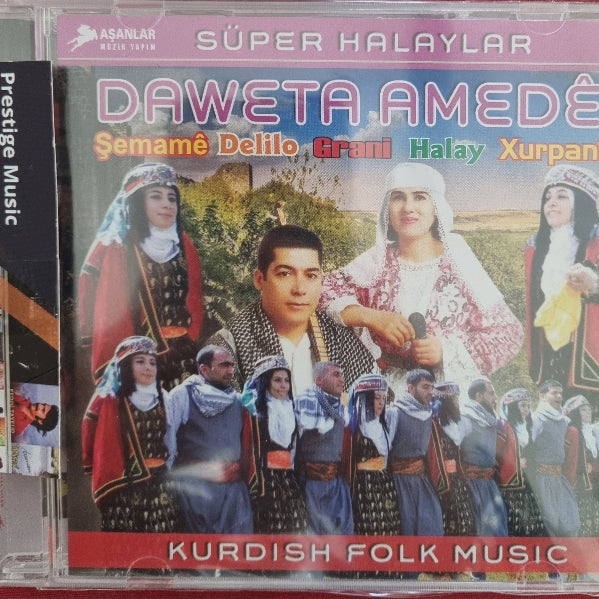 AŞANLAR
MÜZİK YAPIM
SÜPER HALAYLAR
DAWETA AMEDÊ
Şemamê Delilo Grani Halay Xurpani
Prestige Music
KURDISH FOLK MUSIC